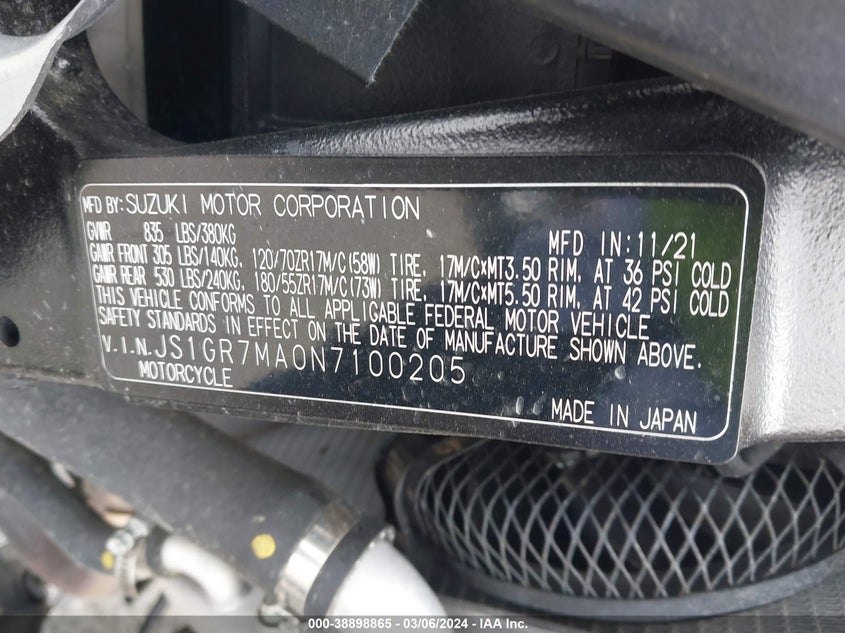 MFD BY:SUZUKI MOTOR CORPORATION
GVWR 835 LBS/380KG MFD IN:11/21
GAWR FRONT 305 LBS/140KG, 120/70ZR17M/C(58W) TIRE, 17M/C×MT3.50 RIM, AT 36 PSI COLD
GAWR REAR 530 LBS/240KG, 180/55ZR17M/C(73W) TIRE, 17M/C×MT5.50 RIM, AT 42 PSI COLD
THIS VEHICLE CONFORMS TO ALL APPLICABLE FEDERAL MOTOR VEHICLE
SAFETY STANDARDS IN EFFECT ON THE DATE OF MANUFACTURE SHOWN ABOVE.
V.I.N.JS1GR7MA0N7100205
MOTORCYCLE
MADE IN JAPAN
000-38898865 - 03/06/2024 - IAA Inc.